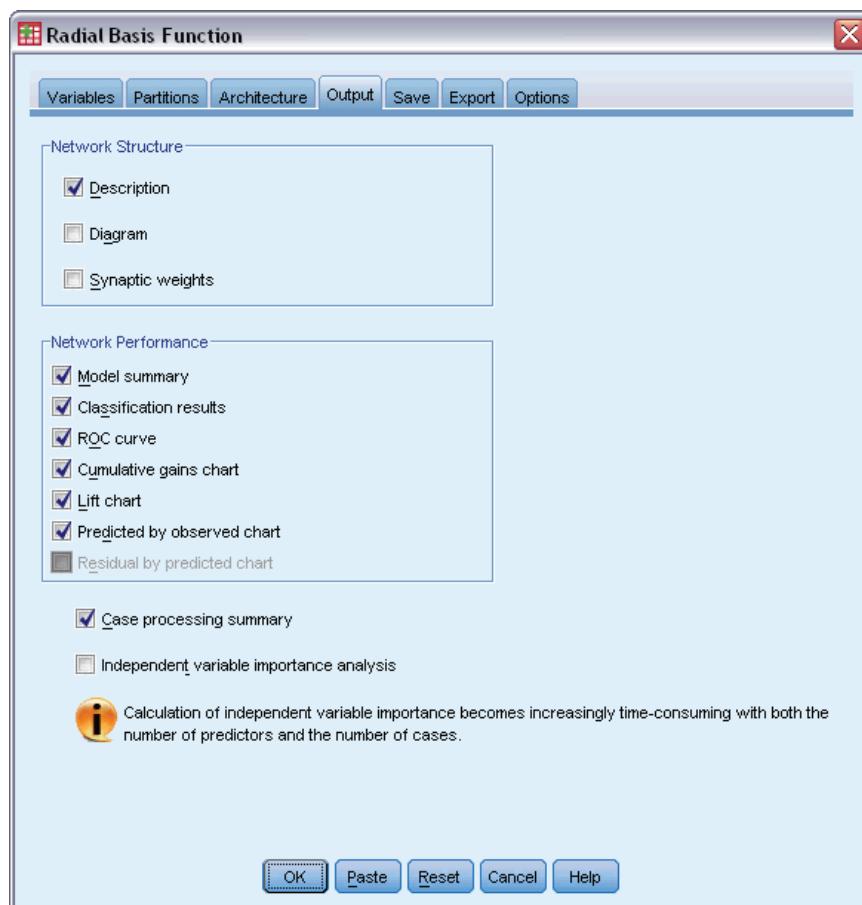 Radial Basis Function
Variables Partitions Architecture Output Save Export Options
Network Structure
Description
Diagram
Synaptic weights
Network Performance
Model summary
Classification results
ROC curve
Cumulative gains chart
Lift chart
Predicted by observed chart
Residual by predicted chart
Case processing summary
Independent variable importance analysis
Calculation of independent variable importance becomes increasingly time-consuming with both the
number of predictors and the number of cases.
OK Paste Reset Cancel Help